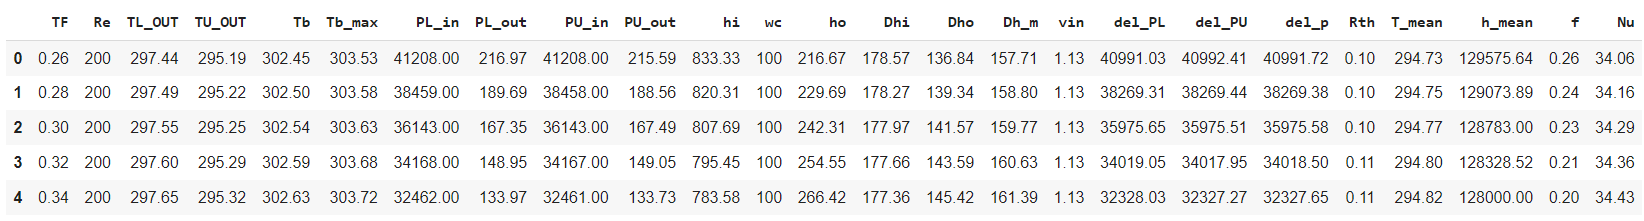 TF Re TL_OUT TU_OUT Tb Tb_max PL_in PL_out PU_in PU_out hi wc ho Dhi Dho Dh_m vin del_PL del_PU del_p Rth T_mean h_mean f Nu
0 0.26 200 297.44 295.19 302.45 303.53 41208.00 216.97 41208.00 215.59 833.33 100 216.67 178.57 136.84 157.71 1.13 40991.03 40992.41 40991.72 0.10 294.73 129575.64 0.26 34.06
1 0.28 200 297.49 295.22 302.50 303.58 38459.00 189.69 38458.00 188.56 820.31 100 229.69 178.27 139.34 158.80 1.13 38269.31 38269.44 38269.38 0.10 294.75 129073.89 0.24 34.16
2 0.30 200 297.55 295.25 302.54 303.63 36143.00 167.35 36143.00 167.49 807.69 100 242.31 177.97 141.57 159.77 1.13 35975.65 35975.51 35975.58 0.10 294.77 128783.00 0.23 34.29
3 0.32 200 297.60 295.29 302.59 303.68 34168.00 148.95 34167.00 149.05 795.45 100 254.55 177.66 143.59 160.63 1.13 34019.05 34017.95 34018.50 0.11 294.80 128328.52 0.21 34.36
4 0.34 200 297.65 295.32 302.63 303.72 32462.00 133.97 32461.00 133.73 783.58 100 266.42 177.36 145.42 161.39 1.13 32328.03 32327.27 32327.65 0.11 294.82 128000.00 0.20 34.43